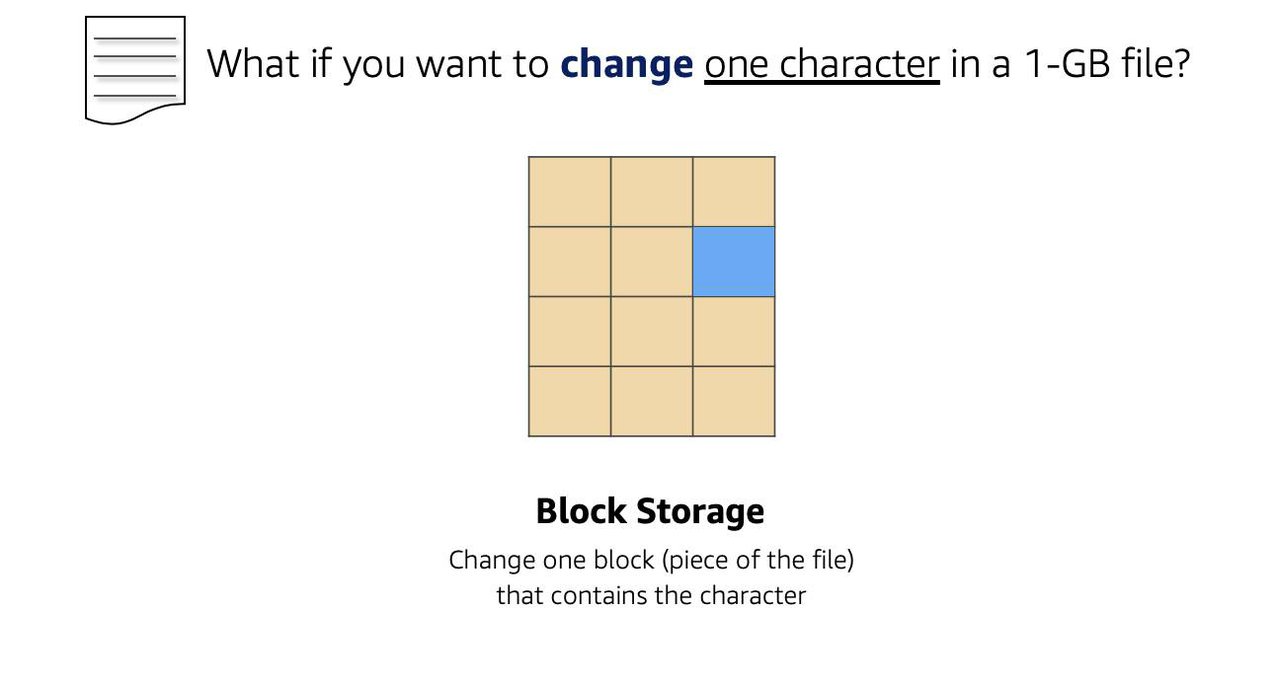 What if you want to change one character in a 1-GB file?
Block Storage
Change one block (piece of the file)
that contains the character